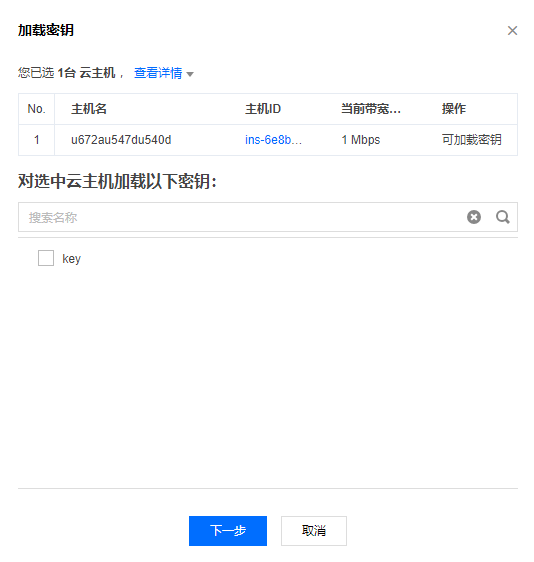 加载密钥
您已选 1台 云主机， 查看详情
No. 主机名 主机ID 当前带宽... 操作
1 u672au547du540d ins-6e8b... 1 Mbps 可加载密钥
对选中云主机加载以下密钥：
搜索名称
key
下一步 取消